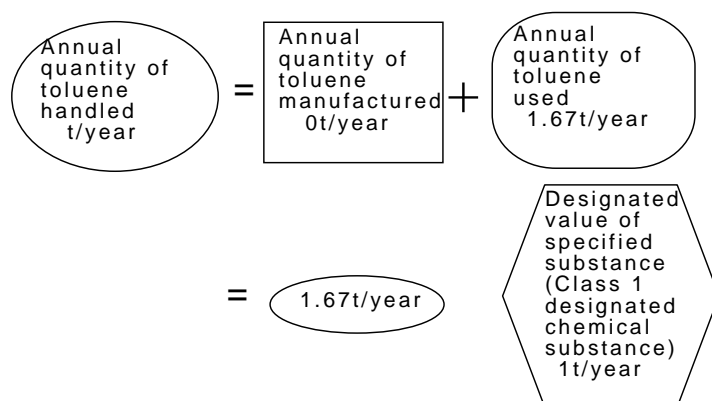 Annual
quantity of
toluene
handled
t/year
=
Annual
quantity of
toluene
manufactured
0t/year
+
Annual
quantity of
toluene
used
1.67t/year
=
1.67t/year
Designated
value of
specified
substance
(Class 1
designated
chemical
substance)
1t/year